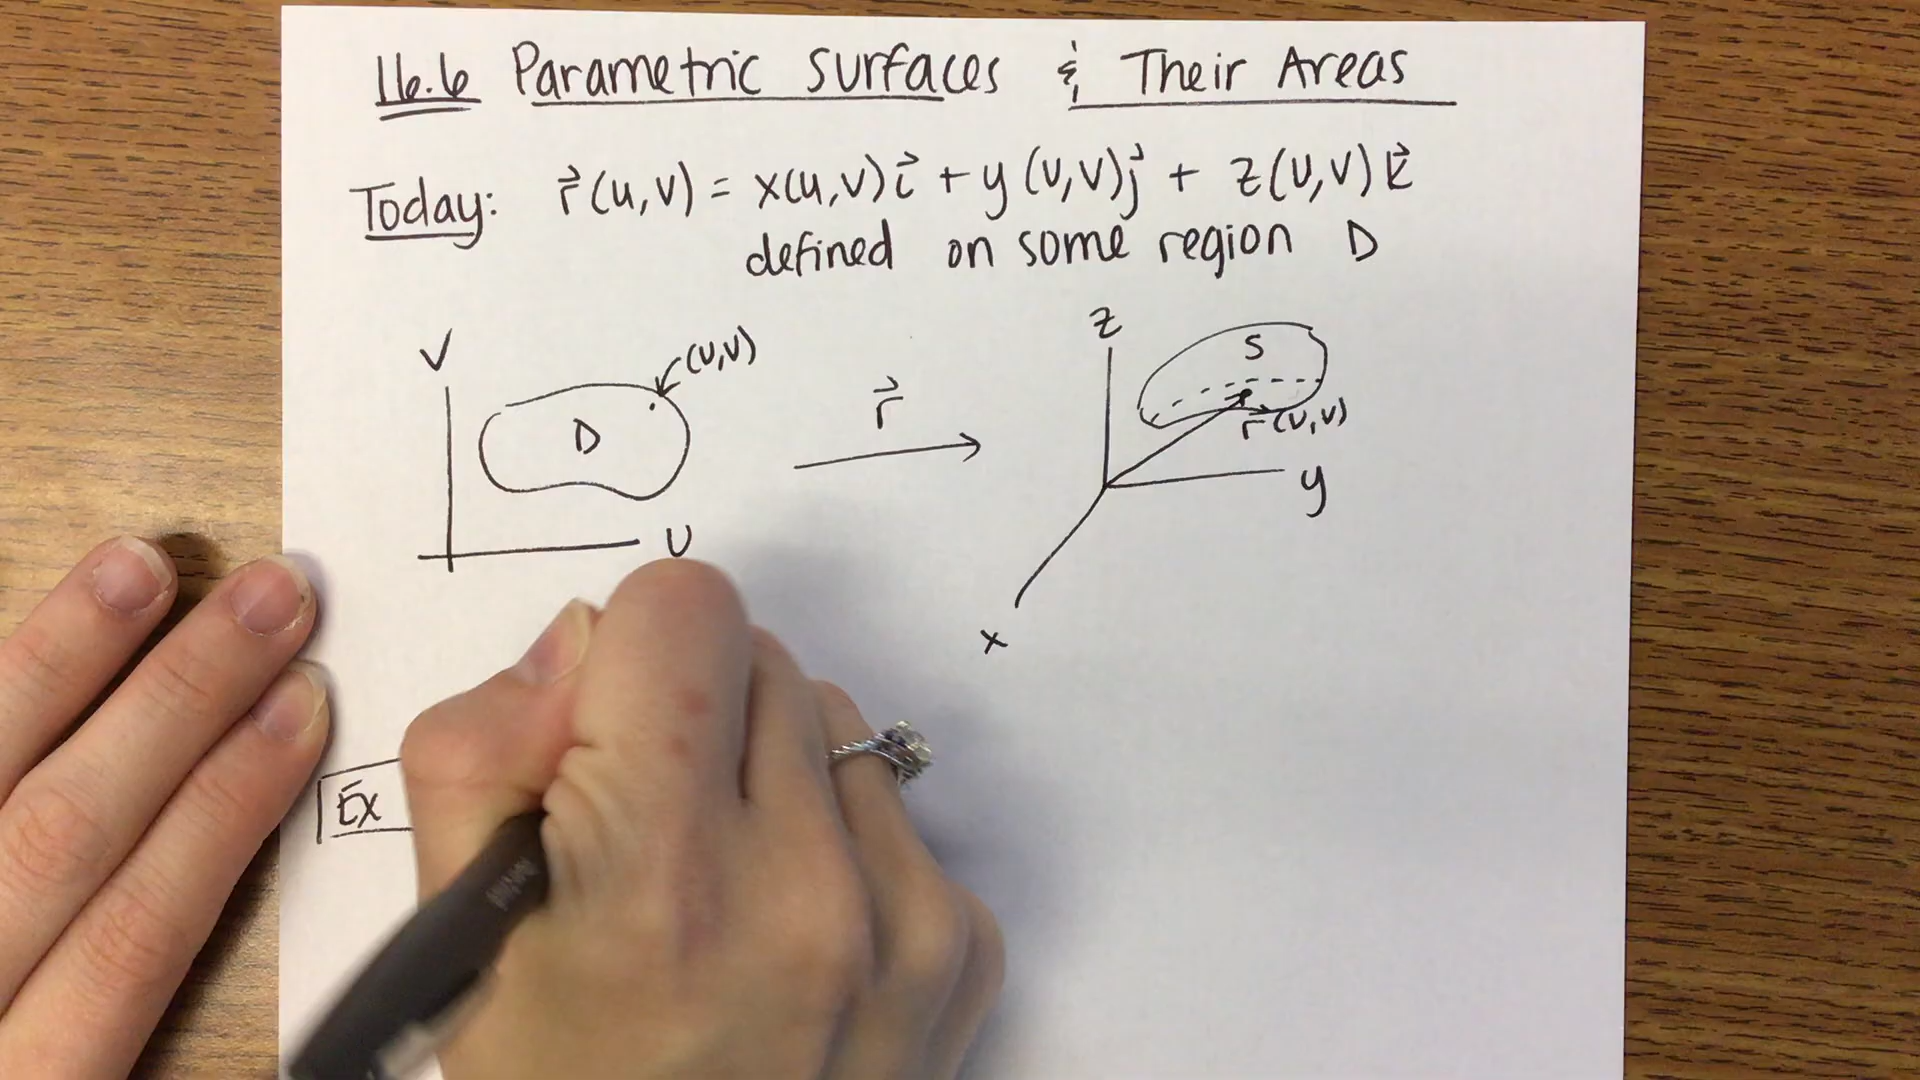 16.6 Parametric Surfaces & Their Areas
Today: r⃗(u,v) = x(u,v)i⃗ + y(u,v)j⃗ + z(u,v)k⃗
defined on some region D
v
(u,v)
D
u
r⃗
z
S
r⃗(u,v)
y
x
Ex